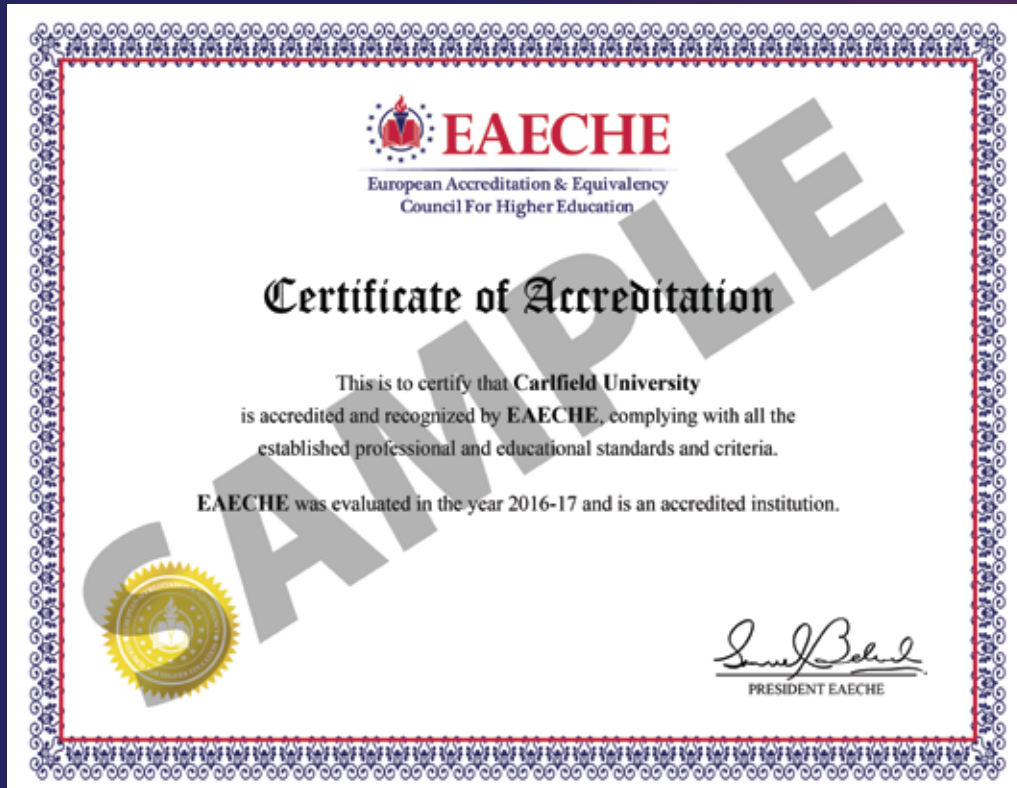 EAECHE
European Accreditation & Equivalency
Council For Higher Education
Certificate of Accreditation
This is to certify that Carlfield University
is accredited and recognized by EAECHE, complying with all the
established professional and educational standards and criteria.
EAECHE was evaluated in the year 2016-17 and is an accredited institution.
SAMPLE
PRESIDENT EAECHE